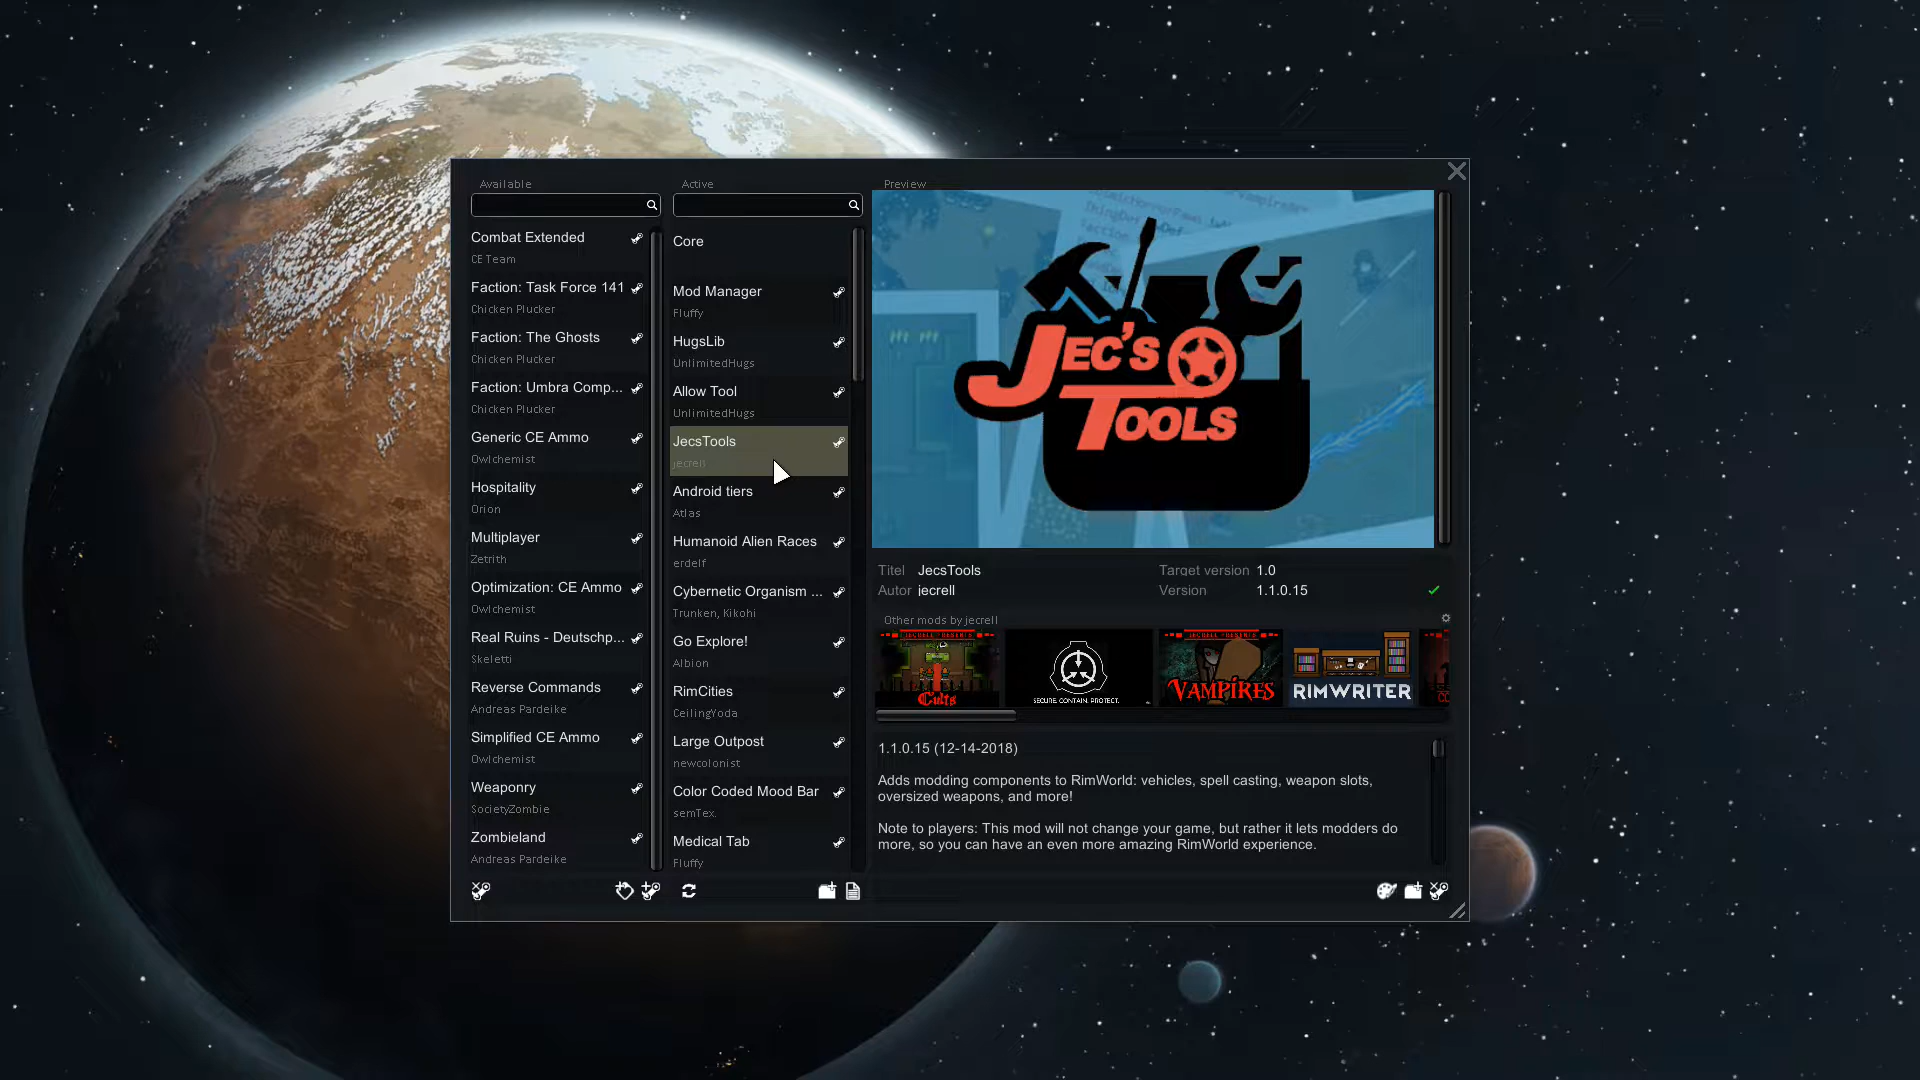 Available
Combat Extended
CE Team
Faction: Task Force 141
Chicken Plucker
Faction: The Ghosts
Chicken Plucker
Faction: Umbra Comp...
Chicken Plucker
Generic CE Ammo
Owlchemist
Hospitality
Orion
Multiplayer
Zetrith
Optimization: CE Ammo
Owlchemist
Real Ruins - Deutschp...
Skeletti
Reverse Commands
Andreas Pardeike
Simplified CE Ammo
Owlchemist
Weaponry
SocietyZombie
Zombieland
Andreas Pardeike
Active
Core
Mod Manager
Fluffy
HugsLib
UnlimitedHugs
Allow Tool
UnlimitedHugs
JecsTools
jecrell
Android tiers
Atlas
Humanoid Alien Races
erdelf
Cybernetic Organism ...
Trunken, Kikohi
Go Explore!
Albion
RimCities
CeilingYoda
Large Outpost
newcolonist
Color Coded Mood Bar
semTex.
Medical Tab
Fluffy
Preview
JEC'S
TOOLS
Titel JecsTools
Target version 1.0
Autor jecrell
Version 1.1.0.15
Other mods by jecrell
JECRELL PRESENTS
Cults
SECURE. CONTAIN. PROTECT.
JECRELL PRESENTS
VAMPIRES
RIMWRITER
1.1.0.15 (12-14-2018)
Adds modding components to RimWorld: vehicles, spell casting, weapon slots,
oversized weapons, and more!
Note to players: This mod will not change your game, but rather it lets modders do
more, so you can have an even more amazing RimWorld experience.